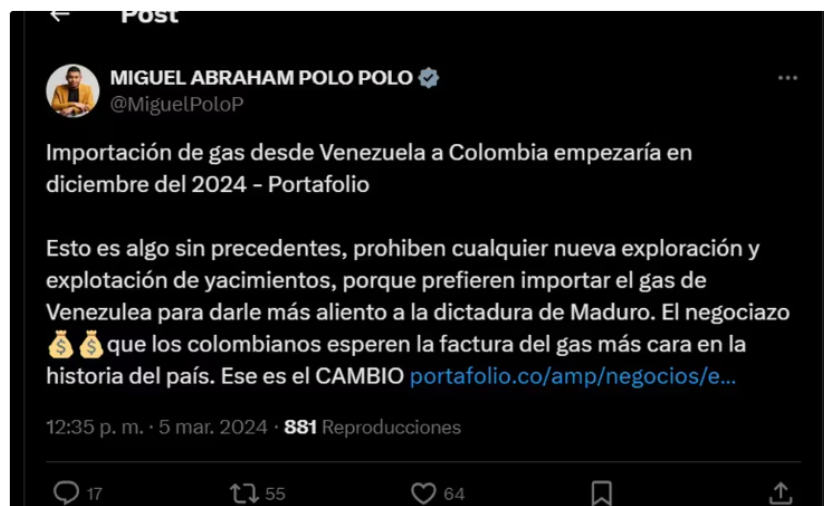 Post
MIGUEL ABRAHAM POLO POLO
@MiguelPoloP
Importación de gas desde Venezuela a Colombia empezaría en
diciembre del 2024 - Portafolio
Esto es algo sin precedentes, prohiben cualquier nueva exploración y
explotación de yacimientos, porque prefieren importar el gas de
Venezulea para darle más aliento a la dictadura de Maduro. El negociazo
💰💰que los colombianos esperen la factura del gas más cara en la
historia del país. Ese es el CAMBIO portafolio.co/amp/negocios/e...
12:35 p. m. · 5 mar. 2024 · 881 Reproducciones
17 55 64